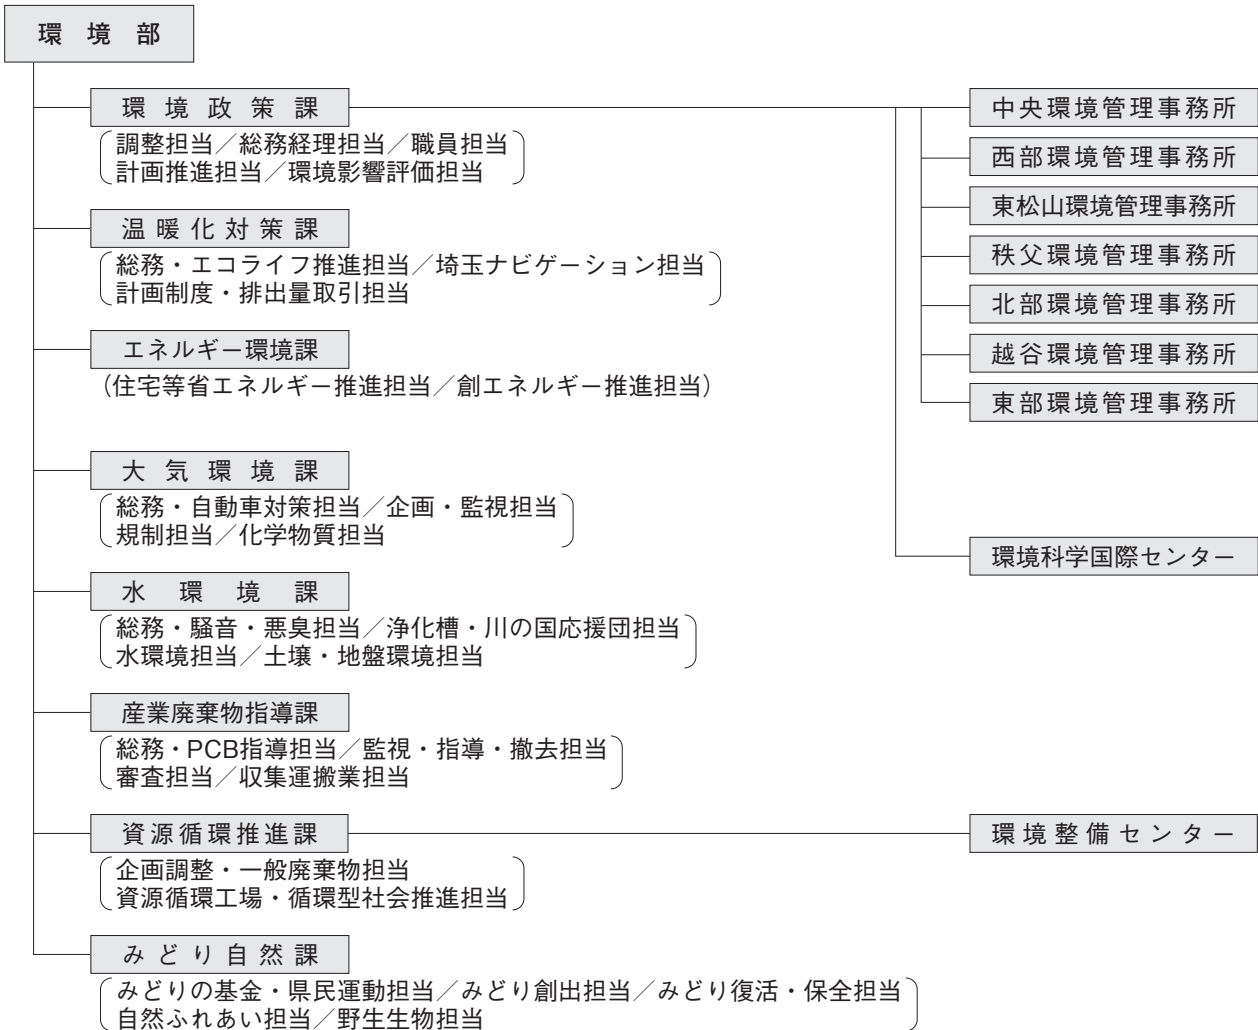 環境部
環境政策課
調整担当／総務経理担当／職員担当
計画推進担当／環境影響評価担当
温暖化対策課
総務・エコライフ推進担当／埼玉ナビゲーション担当
計画制度・排出量取引担当
エネルギー環境課
（住宅等省エネルギー推進担当／創エネルギー推進担当）
大気環境課
総務・自動車対策担当／企画・監視担当
規制担当／化学物質担当
水環境課
総務・騒音・悪臭担当／浄化槽・川の国応援団担当
水環境担当／土壌・地盤環境担当
産業廃棄物指導課
総務・PCB指導担当／監視・指導・撤去担当
審査担当／収集運搬業担当
資源循環推進課
企画調整・一般廃棄物担当
資源循環工場・循環型社会推進担当
みどり自然課
みどりの基金・県民運動担当／みどり創出担当／みどり復活・保全担当
自然ふれあい担当／野生生物担当
中央環境管理事務所
西部環境管理事務所
東松山環境管理事務所
秩父環境管理事務所
北部環境管理事務所
越谷環境管理事務所
東部環境管理事務所
環境科学国際センター
環境整備センター